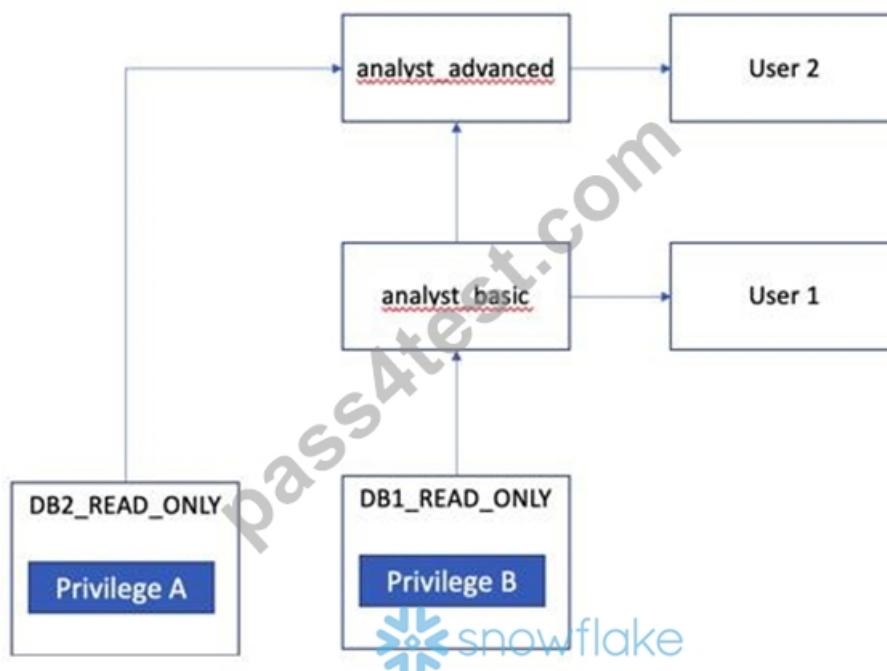 analyst_advanced
User 2
analyst_basic
User 1
DB2_READ_ONLY
DB1_READ_ONLY
Privilege A
Privilege B
pass4test.com
snowflake